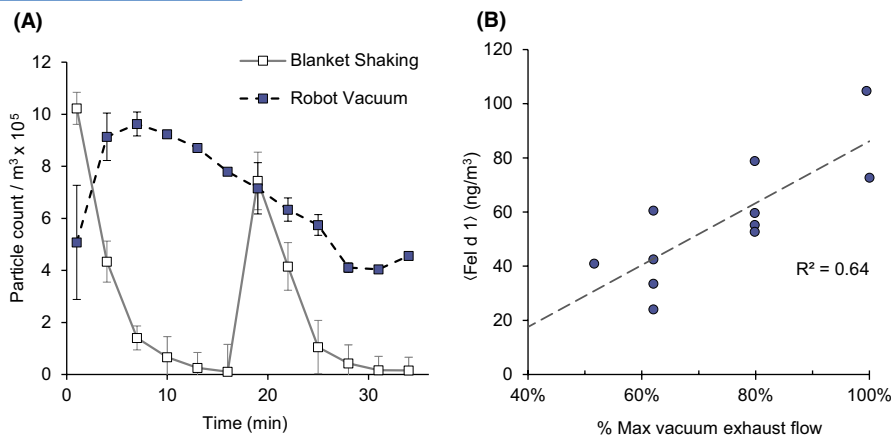 (A)
Blanket Shaking
Robot Vacuum
Particle count / m³ x 10⁵
12
10
8
6
4
2
0
0 10 20 30
Time (min)
(B)
⟨Fel d 1⟩ (ng/m³)
120
100
80
60
40
20
0
R² = 0.64
40% 60% 80% 100%
% Max vacuum exhaust flow